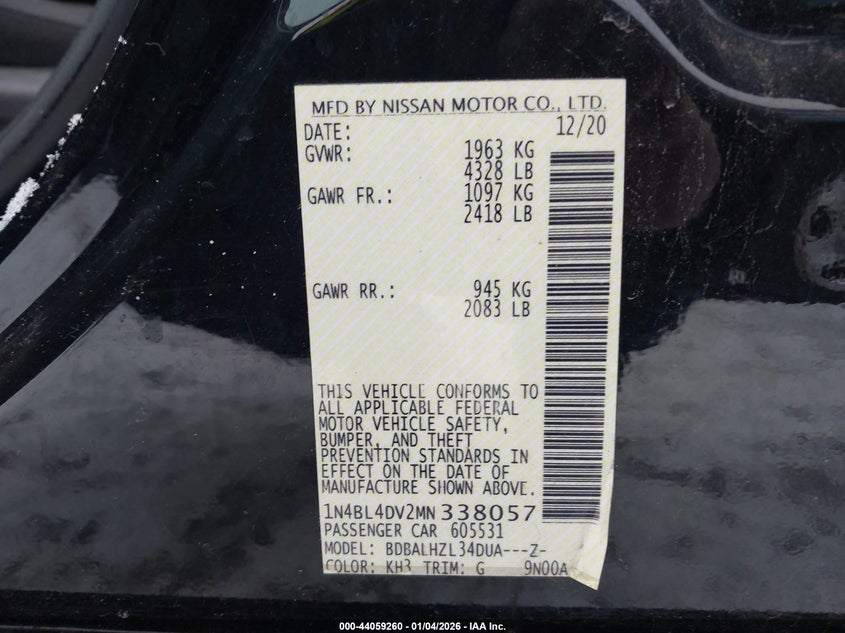 MFD BY NISSAN MOTOR CO., LTD.
DATE: 12/20
GVWR: 1963 KG
4328 LB
GAWR FR.: 1097 KG
2418 LB
GAWR RR.: 945 KG
2083 LB
THIS VEHICLE CONFORMS TO
ALL APPLICABLE FEDERAL
MOTOR VEHICLE SAFETY,
BUMPER, AND THEFT
PREVENTION STANDARDS IN
EFFECT ON THE DATE OF
MANUFACTURE SHOWN ABOVE.
1N4BL4DV2MN338057
PASSENGER CAR 605531
MODEL: BDBALHZL34DUA---Z-
COLOR: KH3 TRIM: G 9N00A
000-44059260 - 01/04/2026 - IAA Inc.